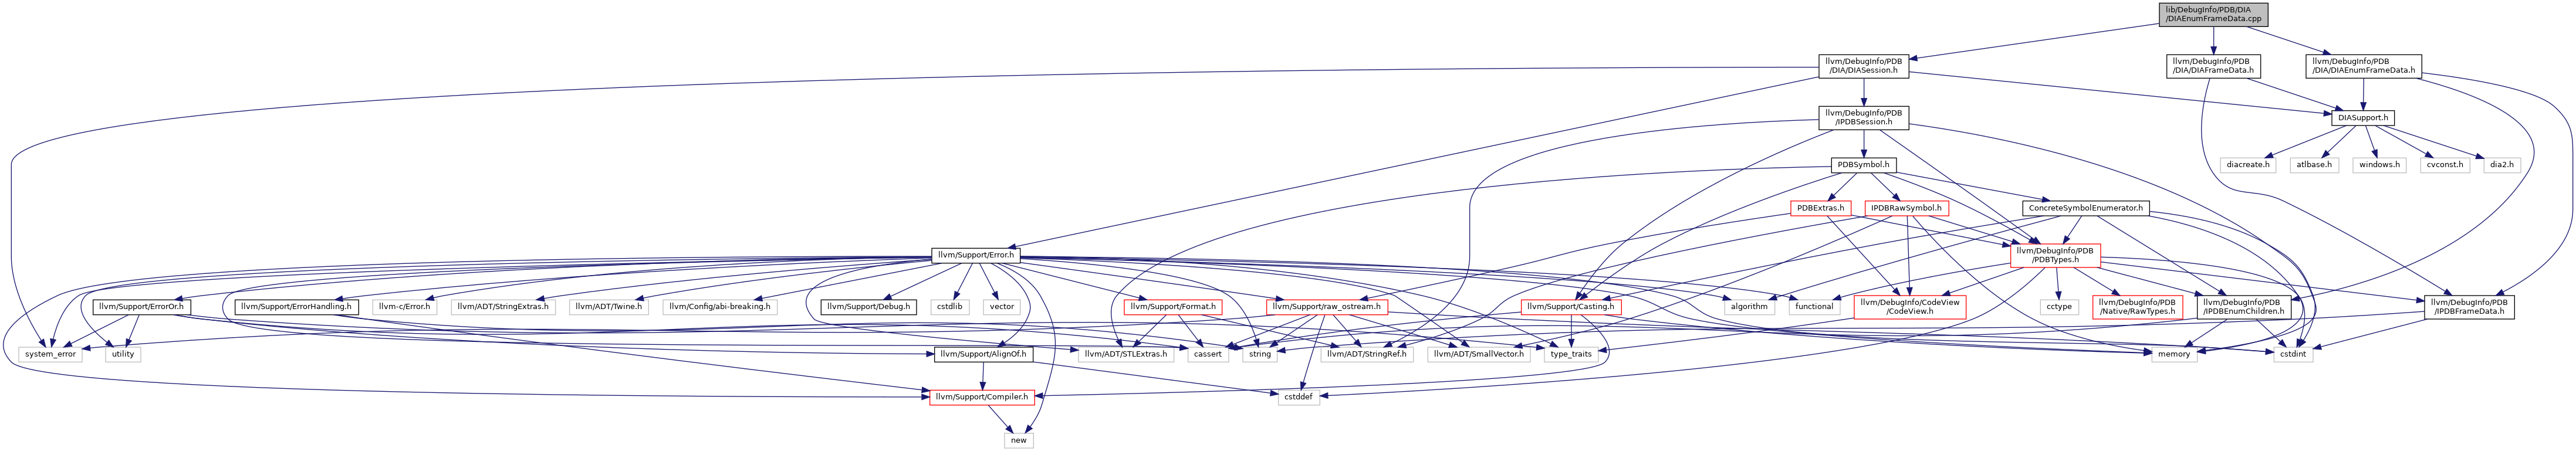 lib/DebugInfo/PDB/DIA
/DIAEnumFrameData.cpp
llvm/DebugInfo/PDB
/DIA/DIASession.h
llvm/DebugInfo/PDB
/DIA/DIAFrameData.h
llvm/DebugInfo/PDB
/DIA/DIAEnumFrameData.h
llvm/DebugInfo/PDB
/IPDBSession.h
DIASupport.h
PDBSymbol.h
diacreate.h
atlbase.h
windows.h
cvconst.h
dia2.h
PDBExtras.h
IPDBRawSymbol.h
ConcreteSymbolEnumerator.h
llvm/Support/Error.h
llvm/DebugInfo/PDB
/PDBTypes.h
llvm/Support/ErrorOr.h
llvm/Support/ErrorHandling.h
llvm-c/Error.h
llvm/ADT/StringExtras.h
llvm/ADT/Twine.h
llvm/Config/abi-breaking.h
llvm/Support/Debug.h
cstdlib
vector
llvm/Support/Format.h
llvm/Support/raw_ostream.h
llvm/Support/Casting.h
algorithm
functional
llvm/DebugInfo/CodeView
/CodeView.h
cctype
llvm/DebugInfo/PDB
/Native/RawTypes.h
llvm/DebugInfo/PDB
/IPDBEnumChildren.h
llvm/DebugInfo/PDB
/IPDBFrameData.h
system_error
utility
llvm/Support/AlignOf.h
llvm/ADT/STLExtras.h
cassert
string
llvm/ADT/StringRef.h
llvm/ADT/SmallVector.h
type_traits
memory
cstdint
llvm/Support/Compiler.h
cstddef
new